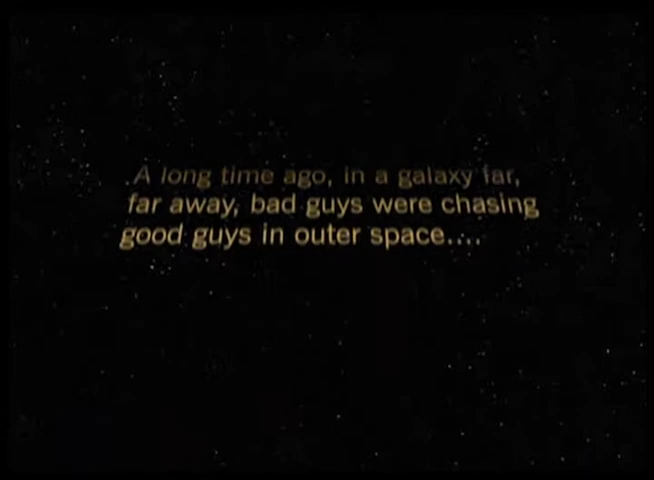 A long time ago, in a galaxy far,
far away, bad guys were chasing
good guys in outer space....